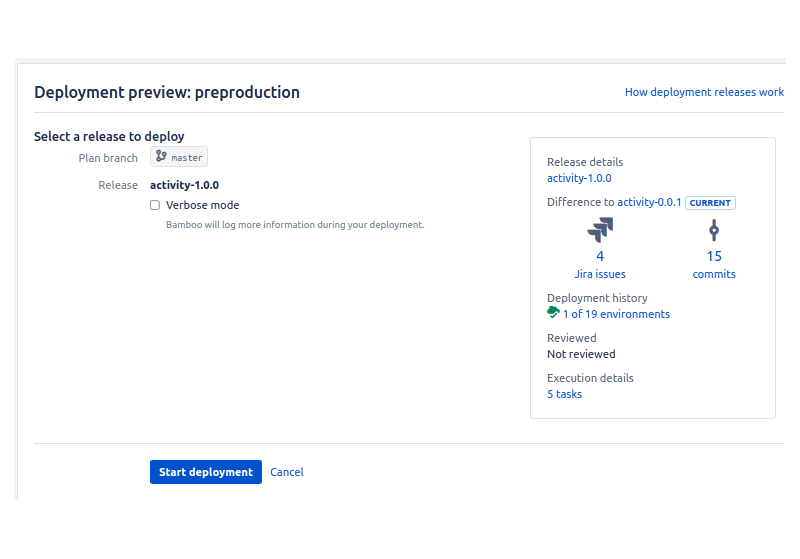 Deployment preview: preproduction
How deployment releases work
Select a release to deploy
Plan branch
master
Release
activity-1.0.0
Verbose mode
Bamboo will log more information during your deployment.
Release details
activity-1.0.0
Difference to activity-0.0.1 CURRENT
4
Jira issues
15
commits
Deployment history
1 of 19 environments
Reviewed
Not reviewed
Execution details
5 tasks
Start deployment
Cancel